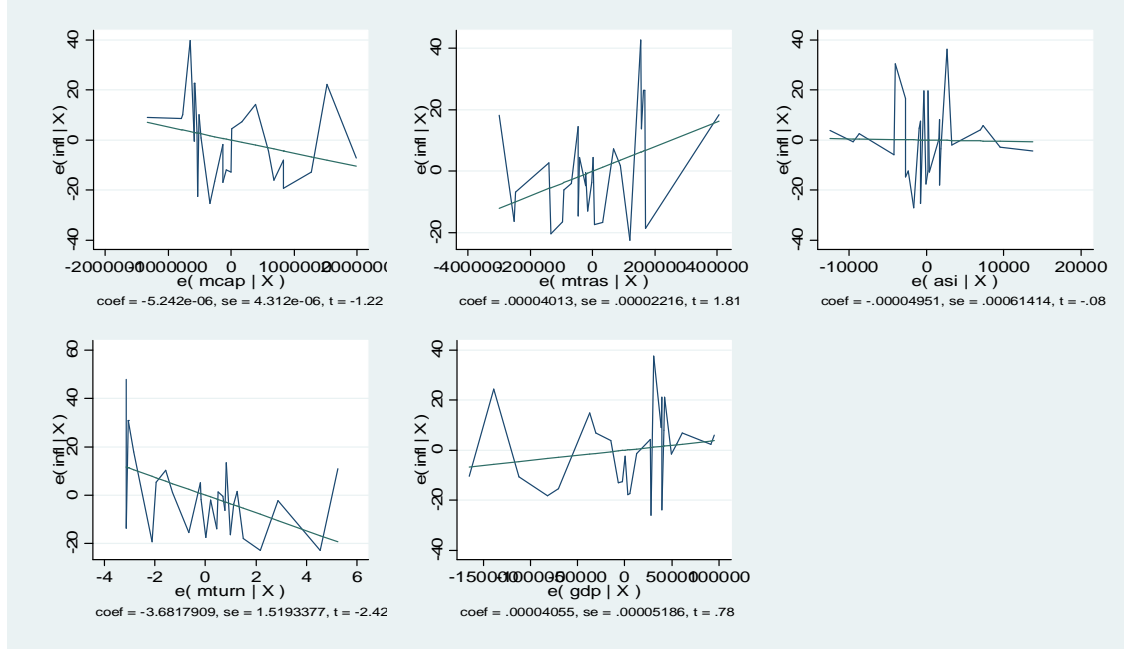 40
20
0
-20
-40
e( infl | X )
-2000000 -1000000 0 1000000 2000000
e( mcap | X )
coef = -5.242e-06, se = 4.312e-06, t = -1.22
40
20
0
-20
e( infl | X )
-400000 -200000 0 200000 400000
e( mtras | X )
coef = .00004013, se = .00002216, t = 1.81
40
20
0
-20
-40
e( infl | X )
-10000 0 10000 20000
e( asi | X )
coef = -.00004951, se = .00061414, t = -.08
60
40
20
0
-20
e( infl | X )
-4 -2 0 2 4 6
e( mturn | X )
coef = -3.6817909, se = 1.5193377, t = -2.42
40
20
0
-20
-40
e( infl | X )
-150000 -100000 -50000 0 50000 100000
e( gdp | X )
coef = .00004055, se = .00005186, t = .78